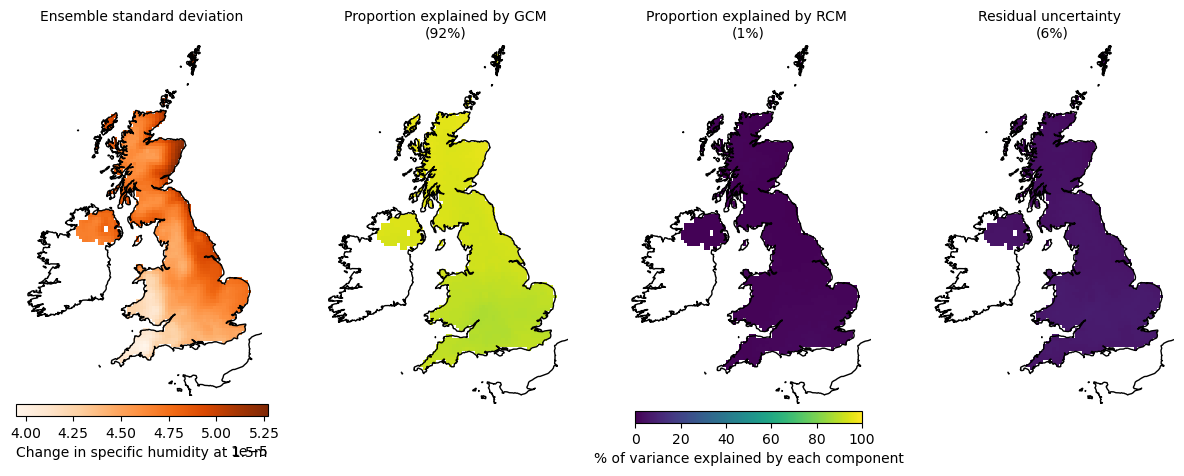 Ensemble standard deviation
Proportion explained by GCM
(92%)
Proportion explained by RCM
(1%)
Residual uncertainty
(6%)
4.00 4.25 4.50 4.75 5.00 5.25
Change in specific humidity at 1.5 m
1e−5
0 20 40 60 80 100
% of variance explained by each component